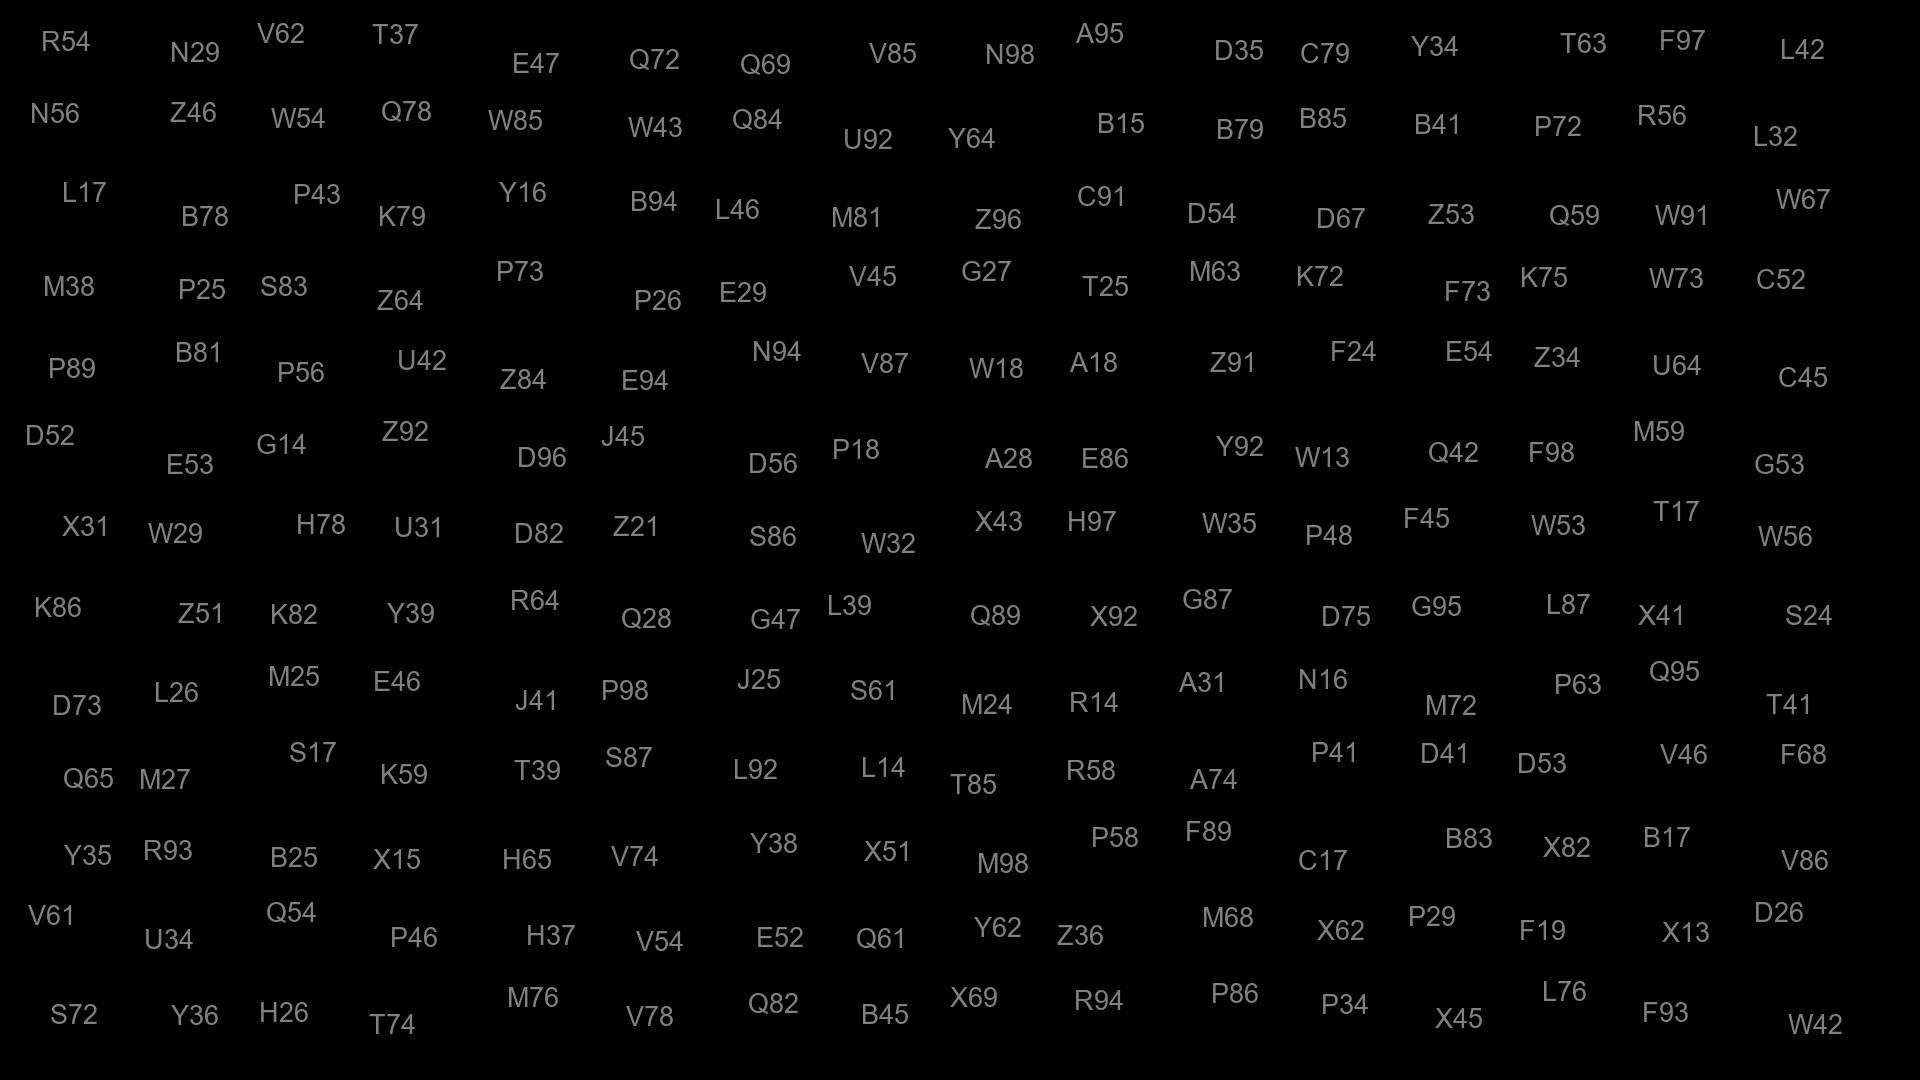 R54 N29 V62 T37 E47 Q72 Q69 V85 N98 A95 D35 C79 Y34 T63 F97 L42
N56 Z46 W54 Q78 W85 W43 Q84 U92 Y64 B15 B79 B85 B41 P72 R56 L32
L17 B78 P43 K79 Y16 B94 L46 M81 Z96 C91 D54 D67 Z53 Q59 W91 W67
M38 P25 S83 Z64 P73 P26 E29 V45 G27 T25 M63 K72 F73 K75 W73 C52
P89 B81 P56 U42 Z84 E94 N94 V87 W18 A18 Z91 F24 E54 Z34 U64 C45
D52 E53 G14 Z92 D96 J45 D56 P18 A28 E86 Y92 W13 Q42 F98 M59 G53
X31 W29 H78 U31 D82 Z21 S86 W32 X43 H97 W35 P48 F45 W53 T17 W56
K86 Z51 K82 Y39 R64 Q28 G47 L39 Q89 X92 G87 D75 G95 L87 X41 S24
D73 L26 M25 E46 J41 P98 J25 S61 M24 R14 A31 N16 M72 P63 Q95 T41
Q65 M27 S17 K59 T39 S87 L92 L14 T85 R58 A74 P41 D41 D53 V46 F68
Y35 R93 B25 X15 H65 V74 Y38 X51 M98 P58 F89 C17 B83 X82 B17 V86
V61 U34 Q54 P46 H37 V54 E52 Q61 Y62 Z36 M68 X62 P29 F19 X13 D26
S72 Y36 H26 T74 M76 V78 Q82 B45 X69 R94 P86 P34 X45 L76 F93 W42